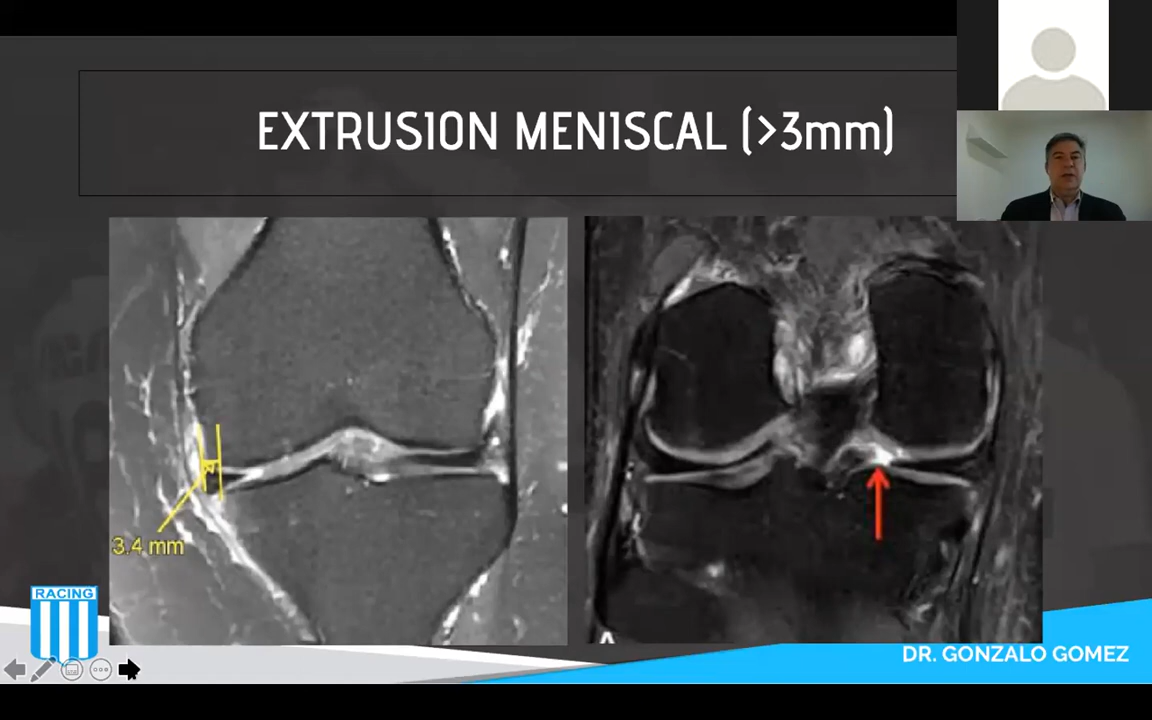 EXTRUSION MENISCAL (>3mm)
3.4 mm
A
RACING
DR. GONZALO GOMEZ